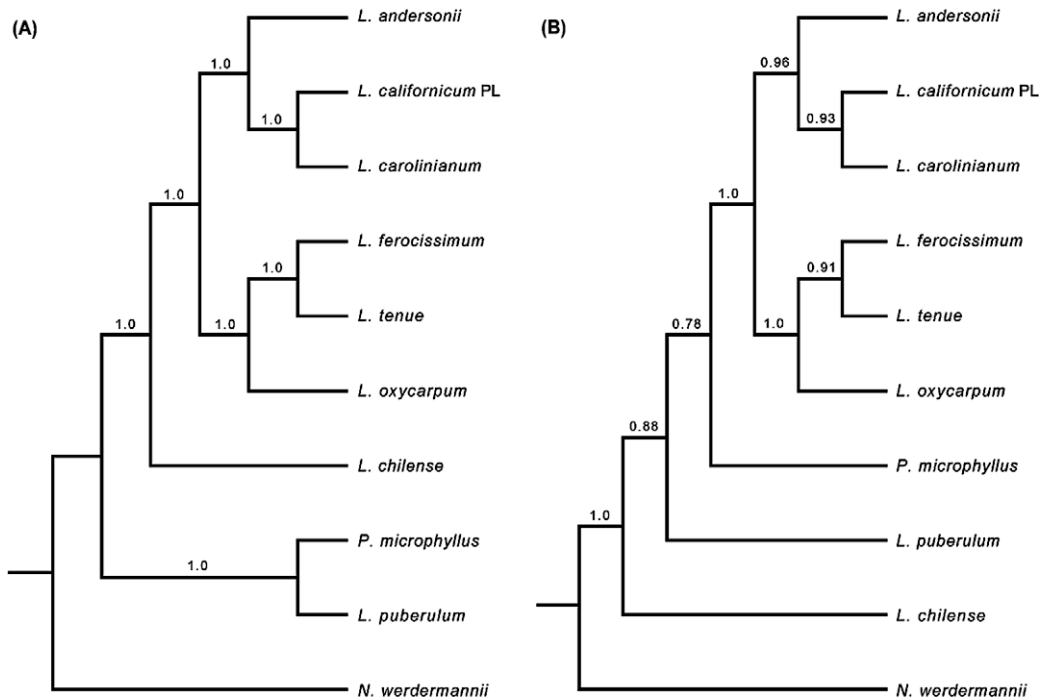 (A)
L. andersonii
1.0
L. californicum PL
1.0
L. carolinianum
1.0
L. ferocissimum
1.0
L. tenue
1.0
1.0
L. oxycarpum
L. chilense
P. microphyllus
1.0
L. puberulum
N. werdermannii
(B)
L. andersonii
0.96
L. californicum PL
0.93
L. carolinianum
1.0
L. ferocissimum
0.91
L. tenue
0.78
1.0
L. oxycarpum
0.88
P. microphyllus
1.0
L. puberulum
L. chilense
N. werdermannii